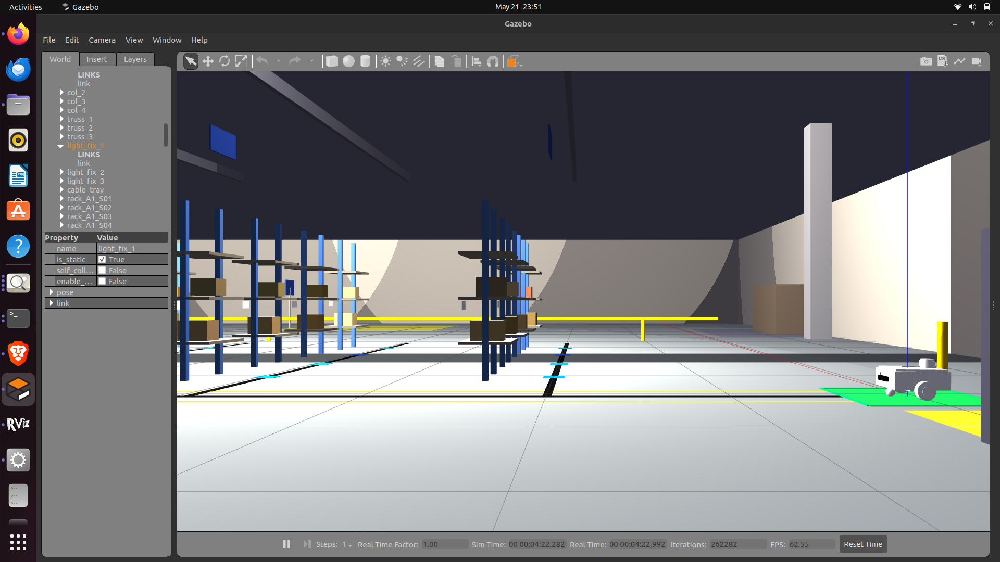 Activities
Gazebo
May 21 23:51
Gazebo
File Edit Camera View Window Help
World Insert Layers
LINKS
link
col_2
col_3
col_4
truss_1
truss_2
truss_3
light_fix_1
LINKS
link
light_fix_2
light_fix_3
cable_tray
rack_A1_S01
rack_A1_S02
rack_A1_S03
rack_A1_S04
Property Value
name light_fix_1
is_static True
self_coll... False
enable_... False
pose
link
LOG
>_
?
RViz
Steps: 1 Real Time Factor: 1.00 Sim Time: 00 00:04:22.282 Real Time: 00 00:04:22.992 Iterations: 262282 FPS: 62.55 Reset Time